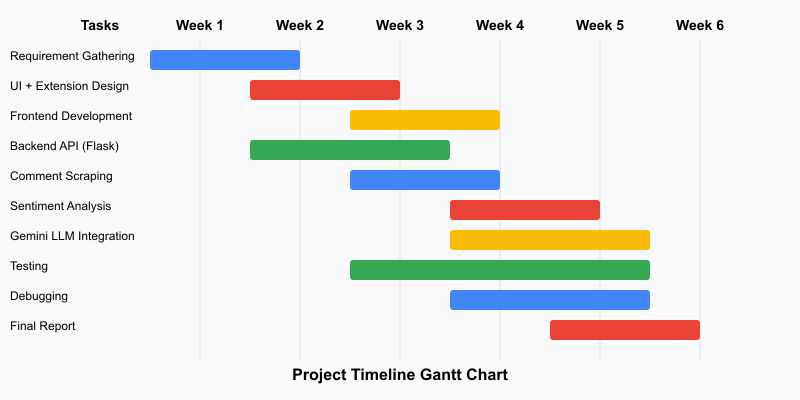 Tasks Week 1 Week 2 Week 3 Week 4 Week 5 Week 6
Requirement Gathering
UI + Extension Design
Frontend Development
Backend API (Flask)
Comment Scraping
Sentiment Analysis
Gemini LLM Integration
Testing
Debugging
Final Report
Project Timeline Gantt Chart